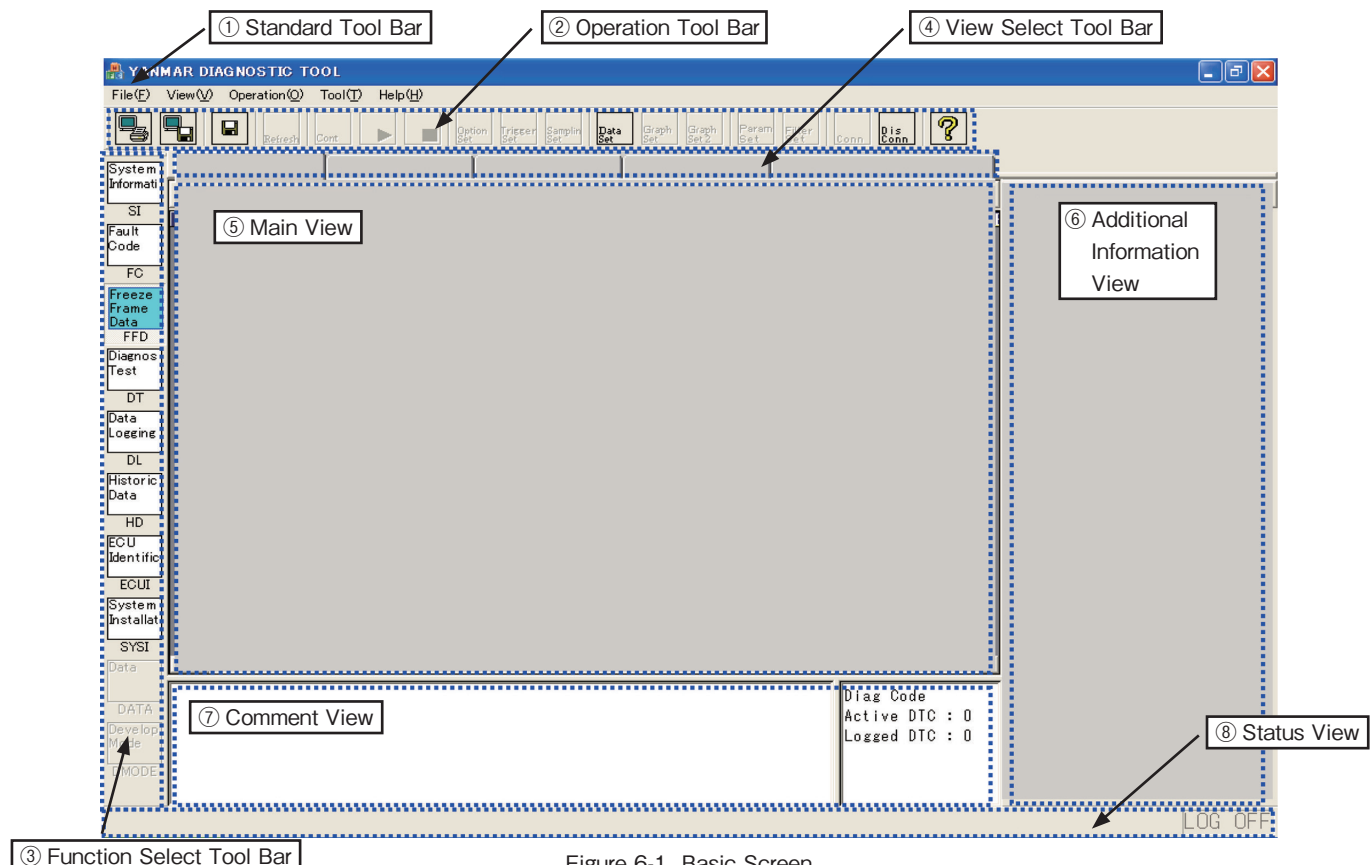 ① Standard Tool Bar
② Operation Tool Bar
④ View Select Tool Bar
YANMAR DIAGNOSTIC TOOL
File(F) View(V) Operation(O) Tool(T) Help(H)
Refresh
Cont
Option Set
Trigger Set
Samplin Set
Data Set
Graph Set
Graph Set2
Param Set
Filter Set
Conn
Dis Conn
?
System
Informati
SI
Fault
Code
FC
Freeze
Frame
Data
FFD
Diagnos
Test
DT
Data
Logging
DL
Historic
Data
HD
ECU
Identific
ECUI
System
Installat
SYSI
Data
DATA
Develop
Mode
DMODE
⑤ Main View
⑥ Additional
Information
View
⑦ Comment View
Diag Code
Active DTC : 0
Logged DTC : 0
⑧ Status View
LOG OFF
③ Function Select Tool Bar
Figure 6-1 Basic Screen